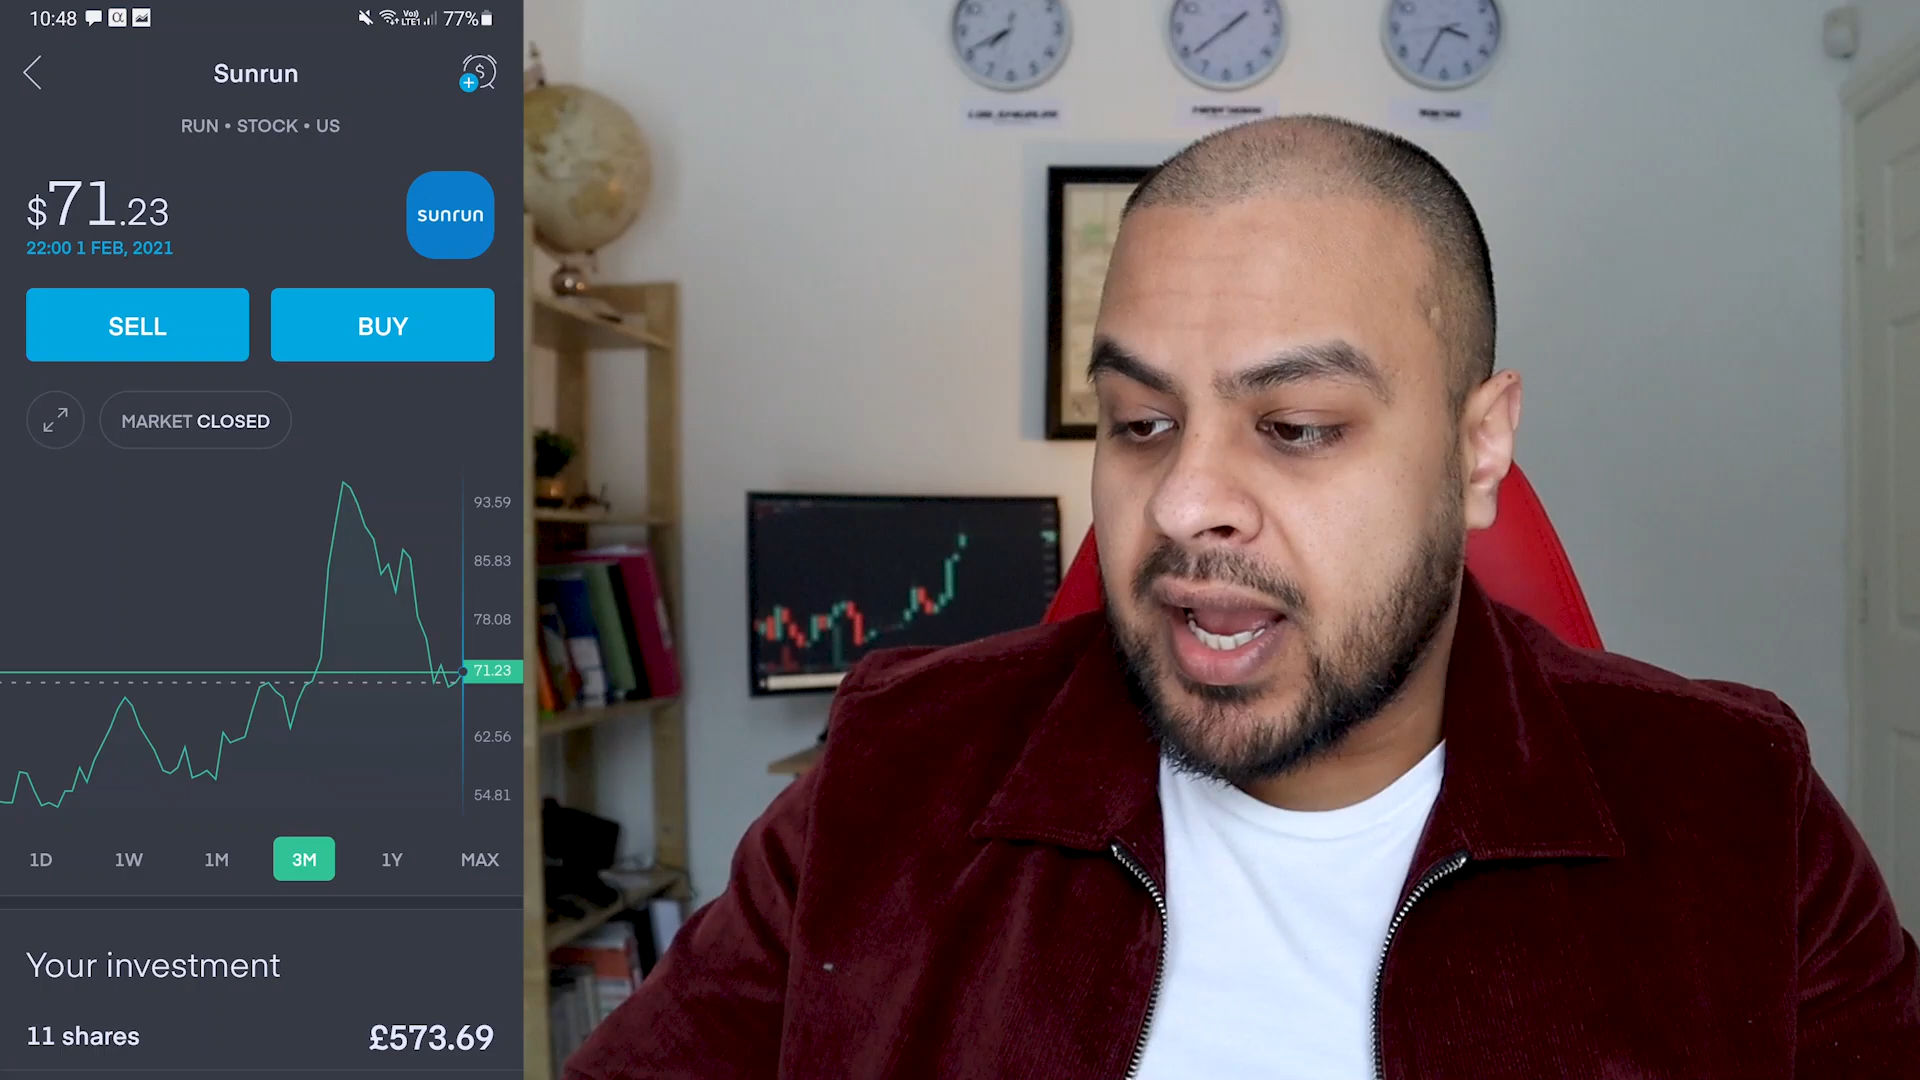 10:48
Vo)) LTE1 77%
Sunrun
RUN • STOCK • US
$71.23
22:00 1 FEB, 2021
sunrun
SELL
BUY
MARKET CLOSED
93.59
85.83
78.08
71.23
62.56
54.81
1D 1W 1M 3M 1Y MAX
Your investment
11 shares £573.69